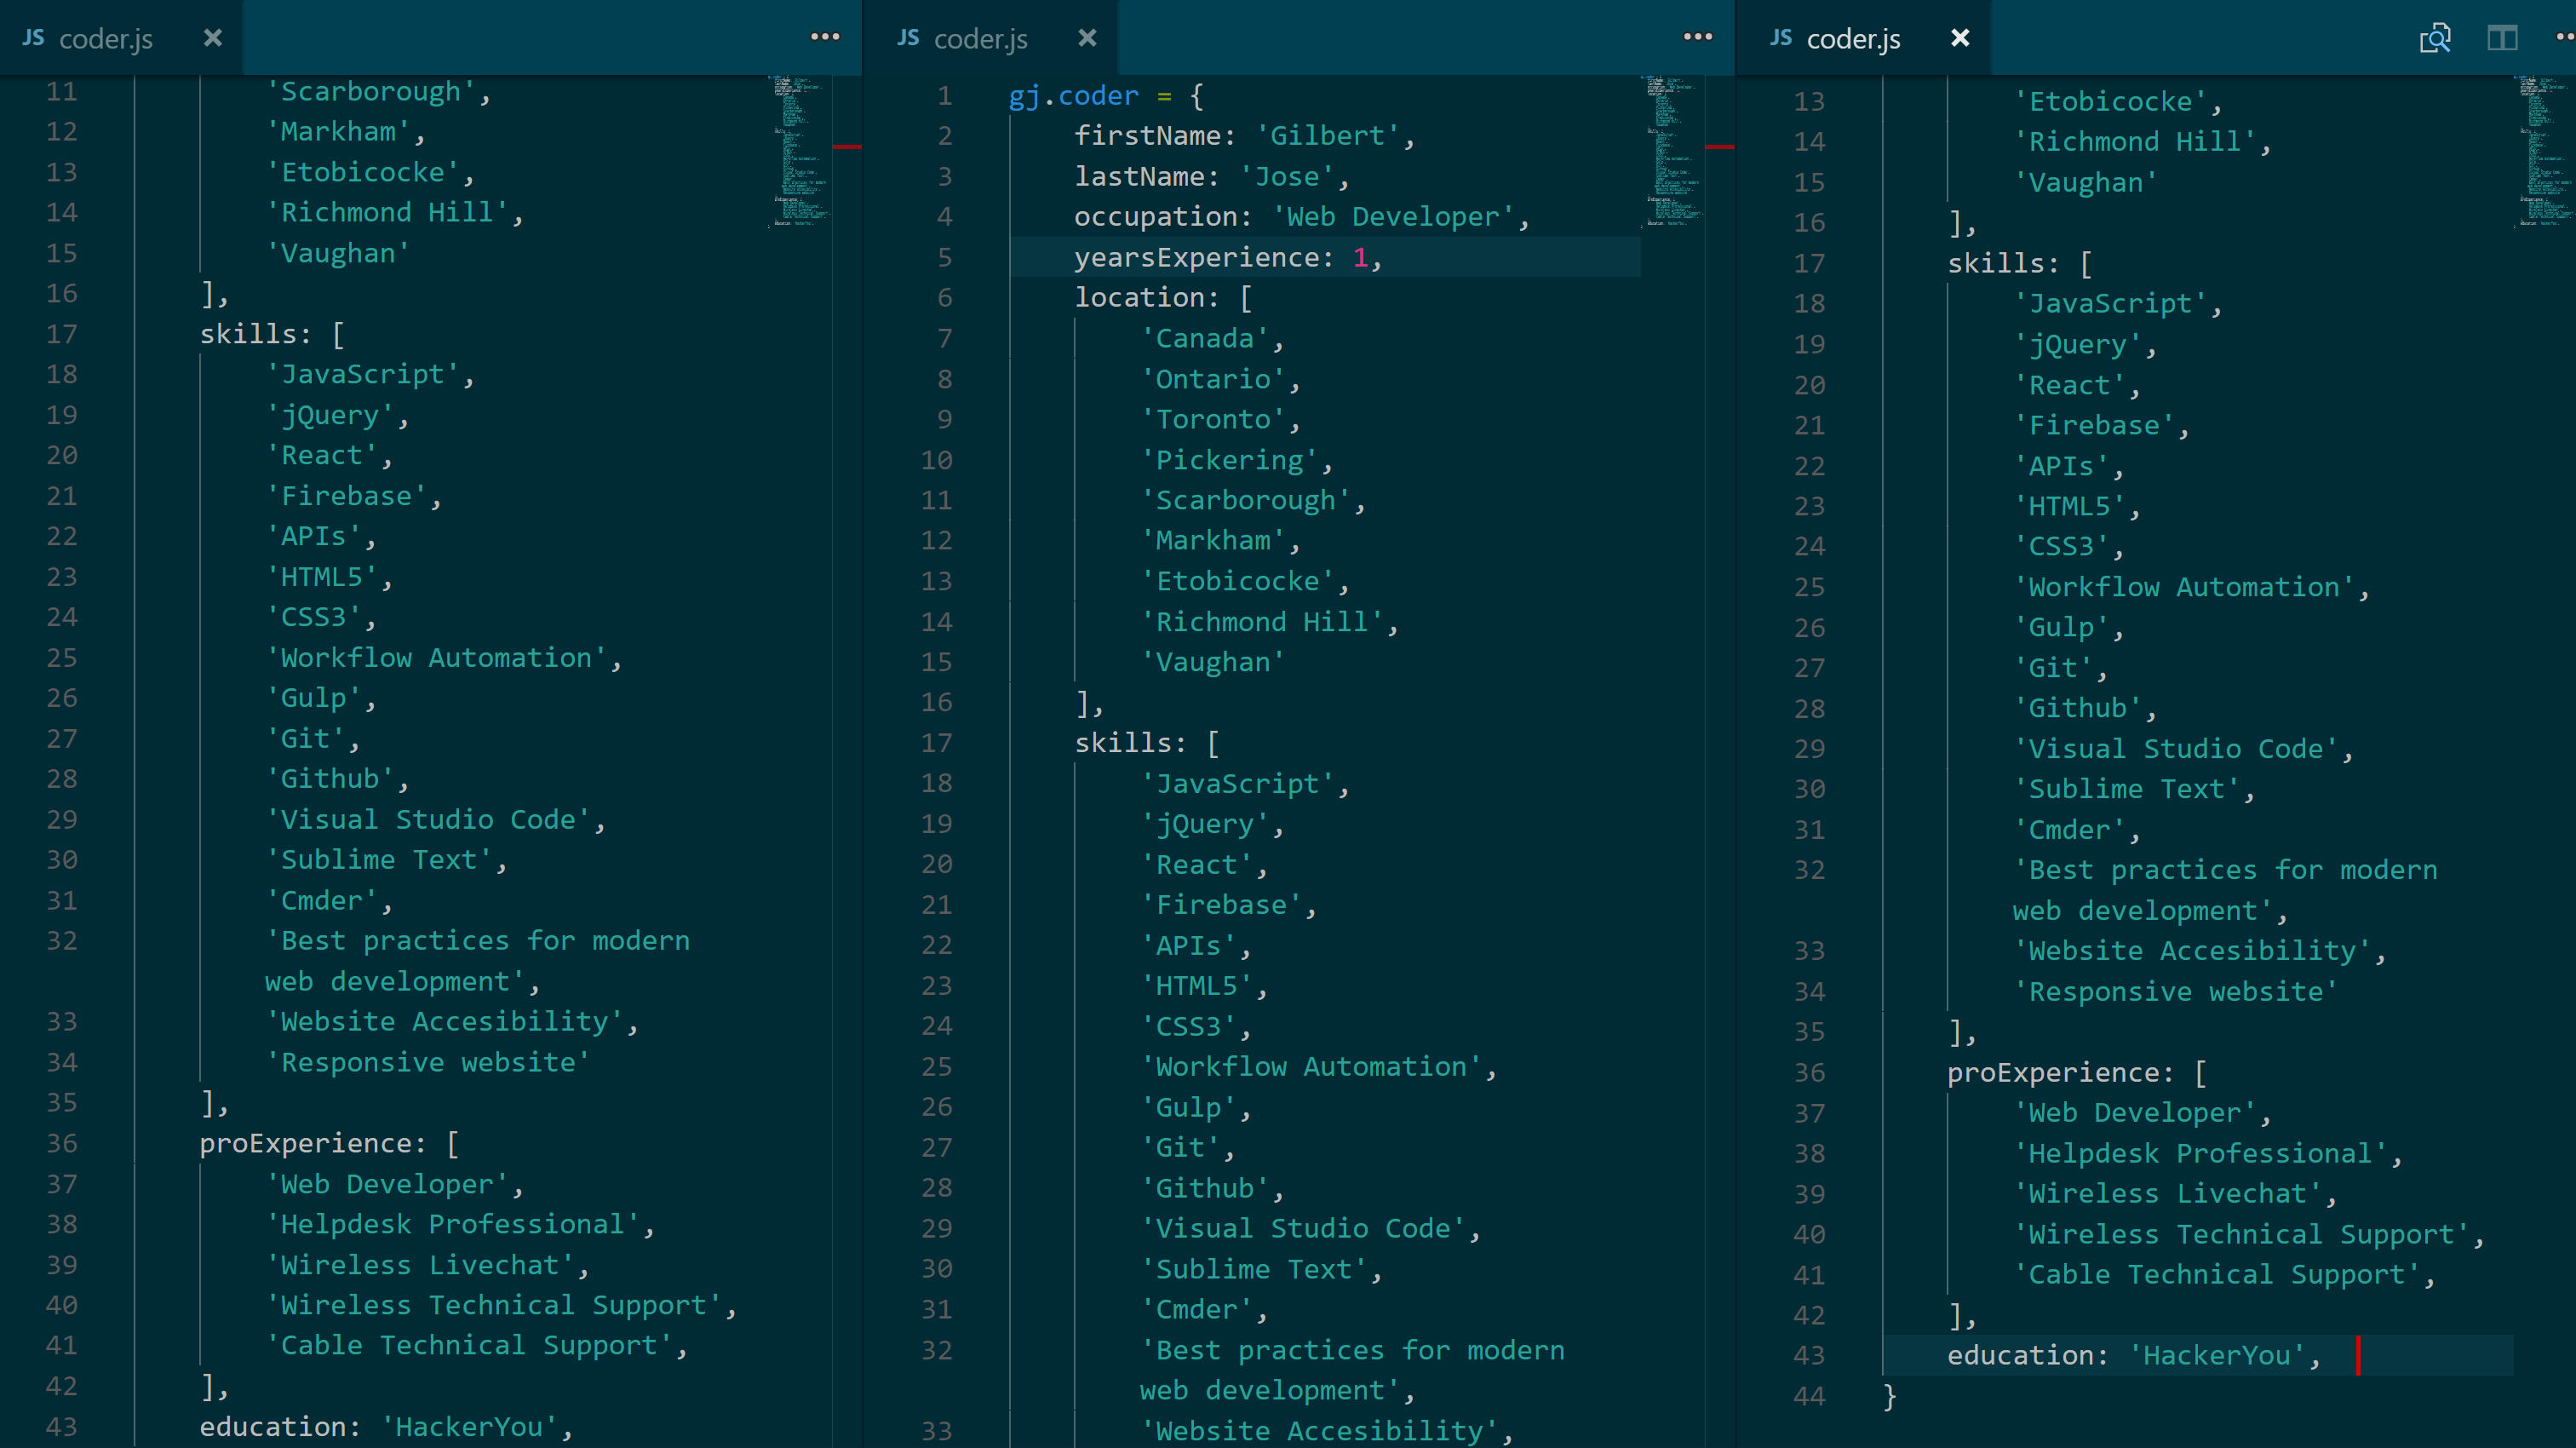 JS coder.js
11 'Scarborough',
12 'Markham',
13 'Etobicocke',
14 'Richmond Hill',
15 'Vaughan'
16 ],
17 skills: [
18 'JavaScript',
19 'jQuery',
20 'React',
21 'Firebase',
22 'APIs',
23 'HTML5',
24 'CSS3',
25 'Workflow Automation',
26 'Gulp',
27 'Git',
28 'Github',
29 'Visual Studio Code',
30 'Sublime Text',
31 'Cmder',
32 'Best practices for modern
web development',
33 'Website Accesibility',
34 'Responsive website'
35 ],
36 proExperience: [
37 'Web Developer',
38 'Helpdesk Professional',
39 'Wireless Livechat',
40 'Wireless Technical Support',
41 'Cable Technical Support',
42 ],
43 education: 'HackerYou',
JS coder.js
1 gj.coder = {
2 firstName: 'Gilbert',
3 lastName: 'Jose',
4 occupation: 'Web Developer',
5 yearsExperience: 1,
6 location: [
7 'Canada',
8 'Ontario',
9 'Toronto',
10 'Pickering',
11 'Scarborough',
12 'Markham',
13 'Etobicocke',
14 'Richmond Hill',
15 'Vaughan'
16 ],
17 skills: [
18 'JavaScript',
19 'jQuery',
20 'React',
21 'Firebase',
22 'APIs',
23 'HTML5',
24 'CSS3',
25 'Workflow Automation',
26 'Gulp',
27 'Git',
28 'Github',
29 'Visual Studio Code',
30 'Sublime Text',
31 'Cmder',
32 'Best practices for modern
web development',
33 'Website Accesibility',
JS coder.js
13 'Etobicocke',
14 'Richmond Hill',
15 'Vaughan'
16 ],
17 skills: [
18 'JavaScript',
19 'jQuery',
20 'React',
21 'Firebase',
22 'APIs',
23 'HTML5',
24 'CSS3',
25 'Workflow Automation',
26 'Gulp',
27 'Git',
28 'Github',
29 'Visual Studio Code',
30 'Sublime Text',
31 'Cmder',
32 'Best practices for modern
web development',
33 'Website Accesibility',
34 'Responsive website'
35 ],
36 proExperience: [
37 'Web Developer',
38 'Helpdesk Professional',
39 'Wireless Livechat',
40 'Wireless Technical Support',
41 'Cable Technical Support',
42 ],
43 education: 'HackerYou',
44 }